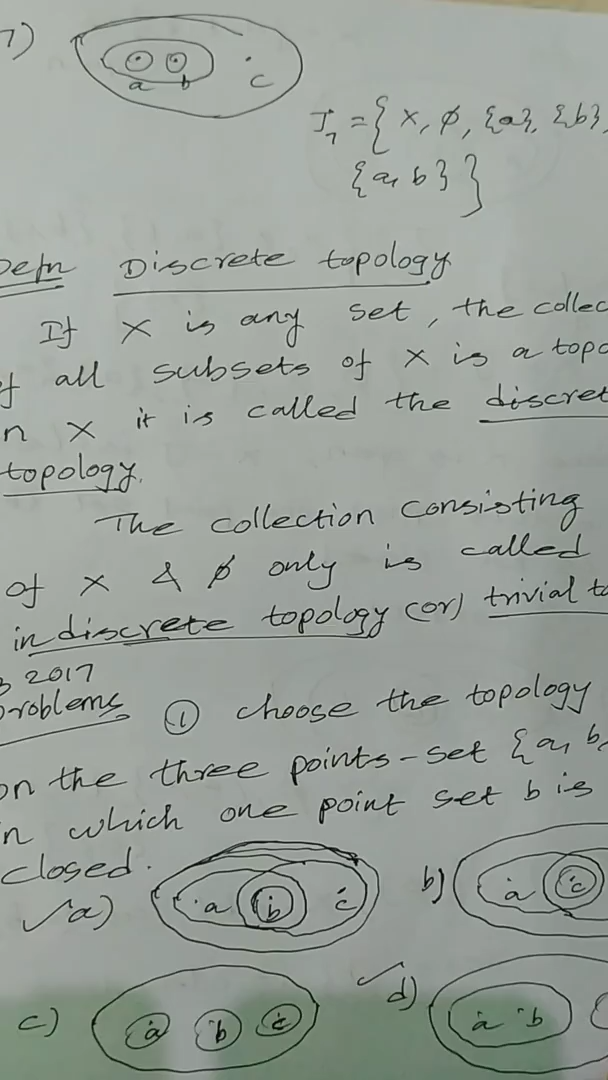 7)
a b c
J₇ = { X, ϕ, {a}, {b},
{a, b} }
Defn Discrete topology
If X is any set, the collec
f all subsets of X is a topo
n X it is called the discret
topology.
The collection consisting
of X & ϕ only is called
indiscrete topology (or) trivial to
2017
problems ① choose the topology
on the three points-set {a, b,
in which one point set b is
closed.
✓a) a b c b) a c
c) a b c ✓d) a b